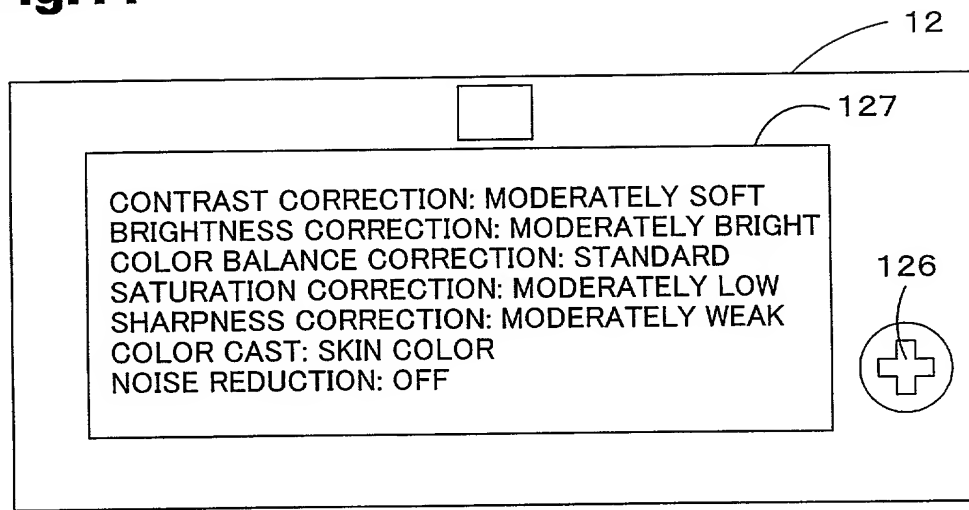 12
127
CONTRAST CORRECTION: MODERATELY SOFT
BRIGHTNESS CORRECTION: MODERATELY BRIGHT
COLOR BALANCE CORRECTION: STANDARD
SATURATION CORRECTION: MODERATELY LOW
SHARPNESS CORRECTION: MODERATELY WEAK
COLOR CAST: SKIN COLOR
NOISE REDUCTION: OFF
126